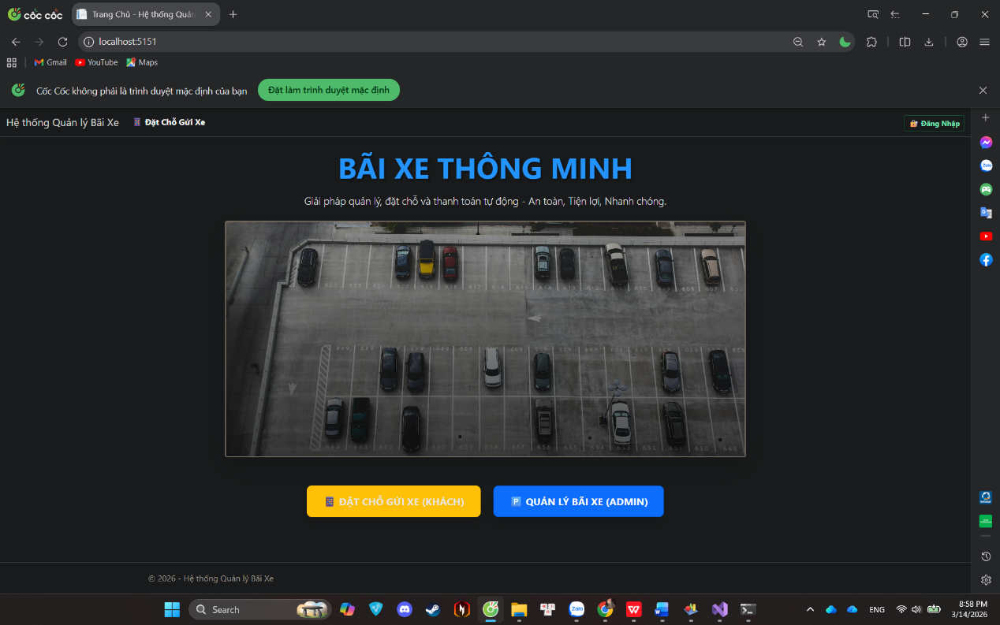 cốc cốc
Trang Chủ - Hệ thống Quản
localhost:5151
Gmail YouTube Maps
Cốc Cốc không phải là trình duyệt mặc định của bạn Đặt làm trình duyệt mặc định
Hệ thống Quản lý Bãi Xe Đặt Chỗ Gửi Xe Đăng Nhập
BÃI XE THÔNG MINH
Giải pháp quản lý, đặt chỗ và thanh toán tự động - An toàn, Tiện lợi, Nhanh chóng.
ĐẶT CHỖ GỬI XE (KHÁCH) P QUẢN LÝ BÃI XE (ADMIN)
© 2026 - Hệ thống Quản lý Bãi Xe
Search
Zalo
ENG
8:58 PM
3/14/2026